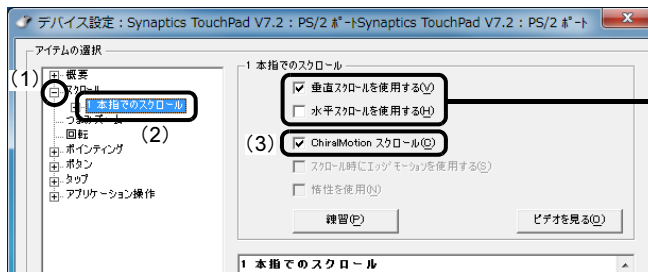 デバイス設定 : Synaptics TouchPad V7.2 : PS/2 ﾎﾟｰﾄSynaptics TouchPad V7.2 : PS/2 ﾎﾟｰﾄ
アイテムの選択
(1)
概要
スクロール
1 本指でのスクロール
(2)
つまみズーム
回転
ポインティング
ボタン
タップ
アプリケーション操作
1 本指でのスクロール
垂直ｽｸﾛｰﾙを使用する(V)
水平ｽｸﾛｰﾙを使用する(H)
(3)
ChiralMotion スクロール(C)
ｽｸﾛｰﾙ時にｴｯｼﾞﾓｰｼｮﾝを使用する(S)
惰性を使用(N)
練習(P)
ビデオを見る(O)
1 本指でのスクロール